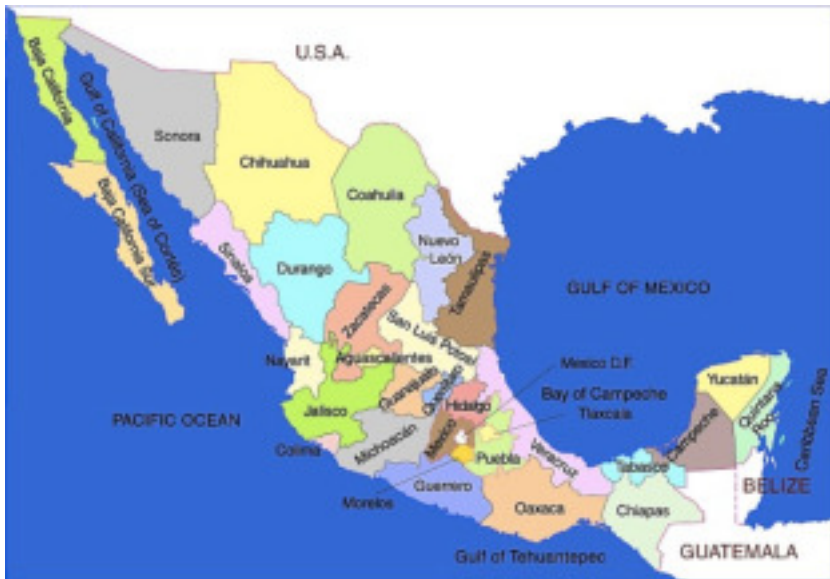 U.S.A.
Baja California
Gulf of California (Sea of Cortés)
Sonora
Chihuahua
Coahuila
Baja California Sur
Sinaloa
Durango
Nuevo
León
Tamaulipas
GULF OF MEXICO
Zacatecas
San Luis Potosí
Nayarit
Aguascalientes
Mexico D.F.
Guanajuato
Querétaro
Yucatán
Bay of Campeche
Quintana
Roo
Jalisco
Hidalgo
Tlaxcala
Caribbean Sea
PACIFIC OCEAN
Campeche
Colima
Michoacán
Mexico
Veracruz
Puebla
Tabasco
Morelos
Guerrero
BELIZE
Oaxaca
Chiapas
Gulf of Tehuantepec
GUATEMALA